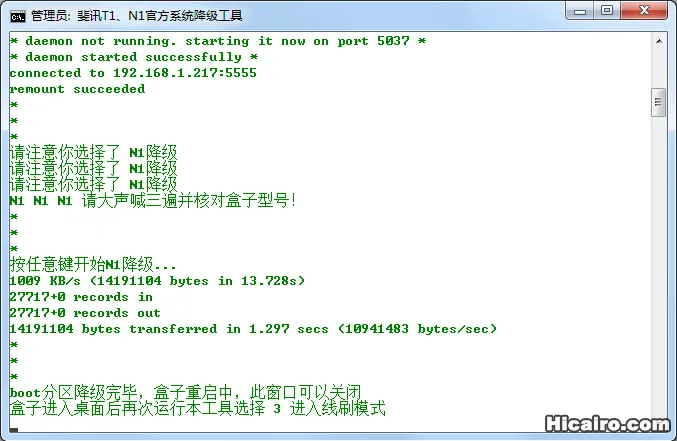 管理员: 斐讯T1、N1官方系统降级工具
* daemon not running. starting it now on port 5037 *
* daemon started successfully *
connected to 192.168.1.217:5555
remount succeeded
*
*
*
请注意你选择了 N1降级
请注意你选择了 N1降级
请注意你选择了 N1降级
N1 N1 N1 请大声喊三遍并核对盒子型号!
*
*
*
按任意键开始N1降级...
1009 KB/s (14191104 bytes in 13.728s)
27717+0 records in
27717+0 records out
14191104 bytes transferred in 1.297 secs (10941483 bytes/sec)
*
*
*
boot分区降级完毕，盒子重启中，此窗口可以关闭
盒子进入桌面后再次运行本工具选择 3 进入线刷模式
Hicairo.com